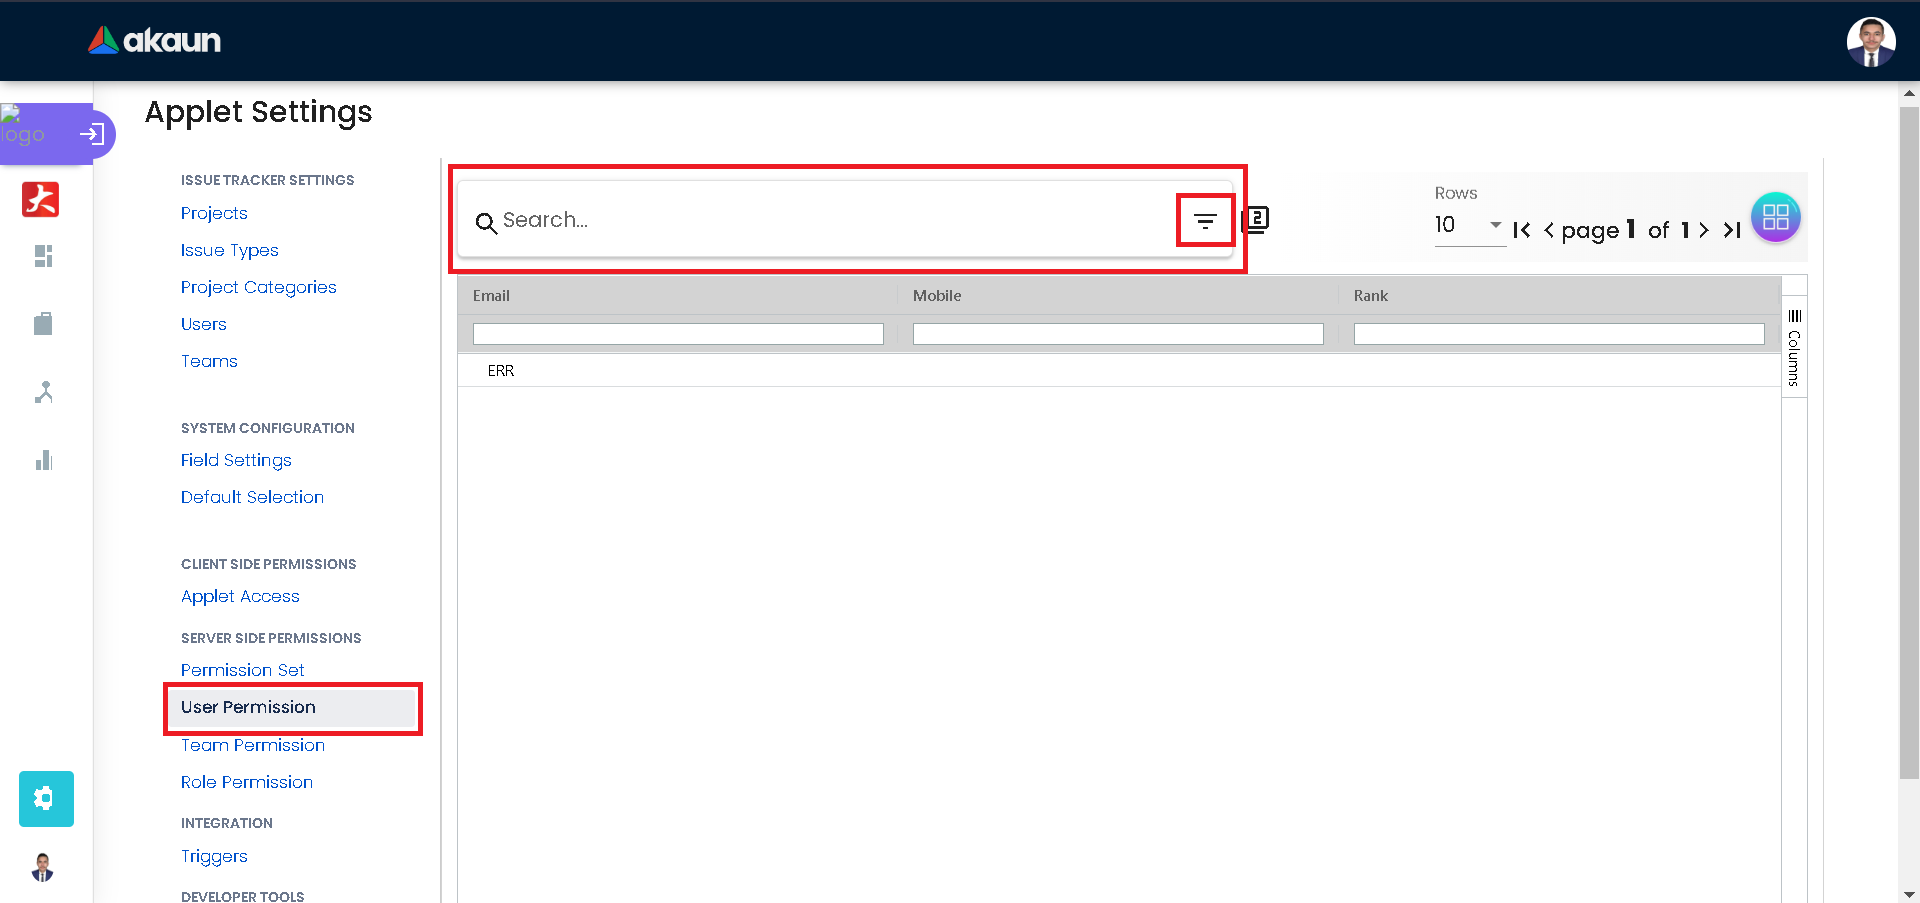 akaun
logo
Applet Settings
ISSUE TRACKER SETTINGS
Projects
Issue Types
Project Categories
Users
Teams
SYSTEM CONFIGURATION
Field Settings
Default Selection
CLIENT SIDE PERMISSIONS
Applet Access
SERVER SIDE PERMISSIONS
Permission Set
User Permission
Team Permission
Role Permission
INTEGRATION
Triggers
DEVELOPER TOOLS
Search...
2
Rows
10
page 1 of 1
Email Mobile Rank
ERR
Columns